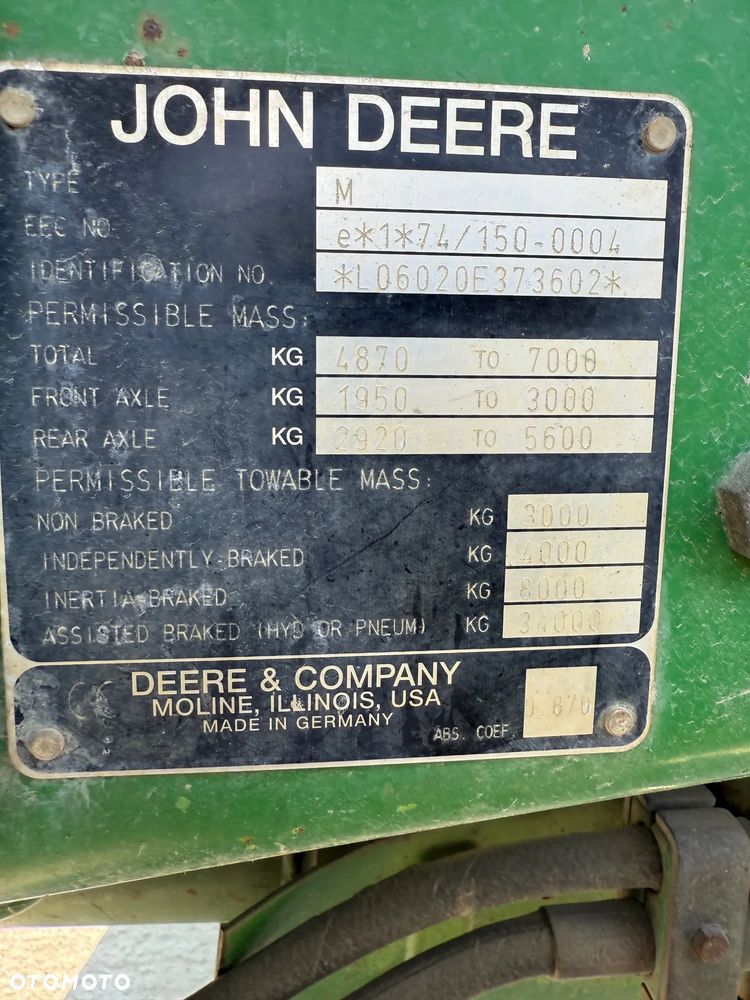 JOHN DEERE
TYPE M
EEC NO. e*1*74/150-0004
IDENTIFICATION NO. *L06020E373602*
PERMISSIBLE MASS:
TOTAL KG 4870 TO 7000
FRONT AXLE KG 1950 TO 3000
REAR AXLE KG 2920 TO 5600
PERMISSIBLE TOWABLE MASS:
NON BRAKED KG 3000
INDEPENDENTLY-BRAKED KG 4000
INERTIA-BRAKED KG 8000
ASSISTED BRAKED (HYD OR PNEUM) KG 34000
CE DEERE & COMPANY
MOLINE, ILLINOIS, USA
MADE IN GERMANY
ABS. COEF. 0.870
OTOMOTO